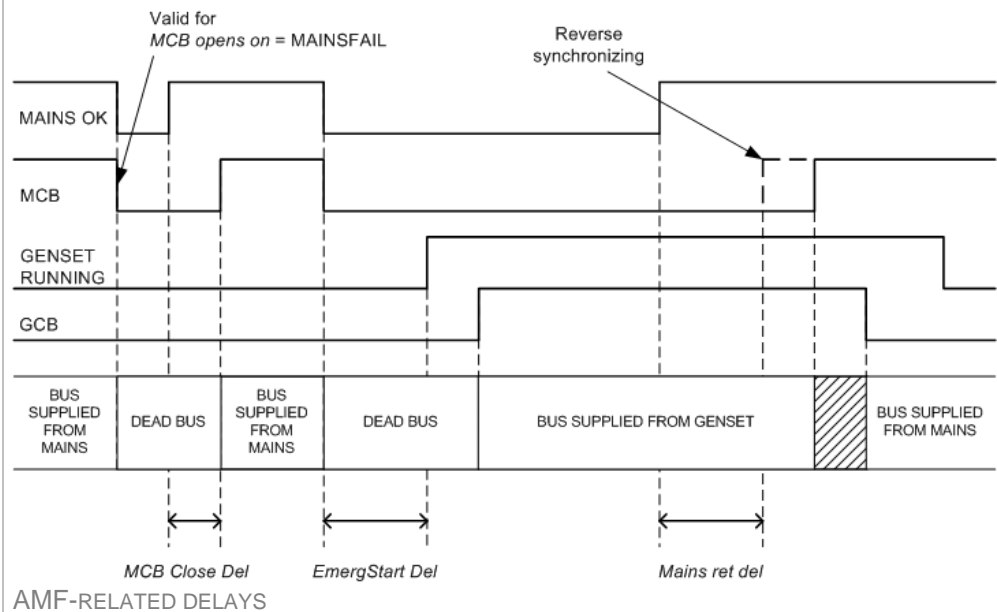 Valid for
MCB opens on = MAINSFAIL
Reverse
synchronizing
MAINS OK
MCB
GENSET
RUNNING
GCB
BUS
SUPPLIED
FROM
MAINS
DEAD BUS
BUS
SUPPLIED
FROM
MAINS
DEAD BUS
BUS SUPPLIED FROM GENSET
BUS SUPPLIED
FROM MAINS
MCB Close Del
EmergStart Del
Mains ret del
AMF-RELATED DELAYS